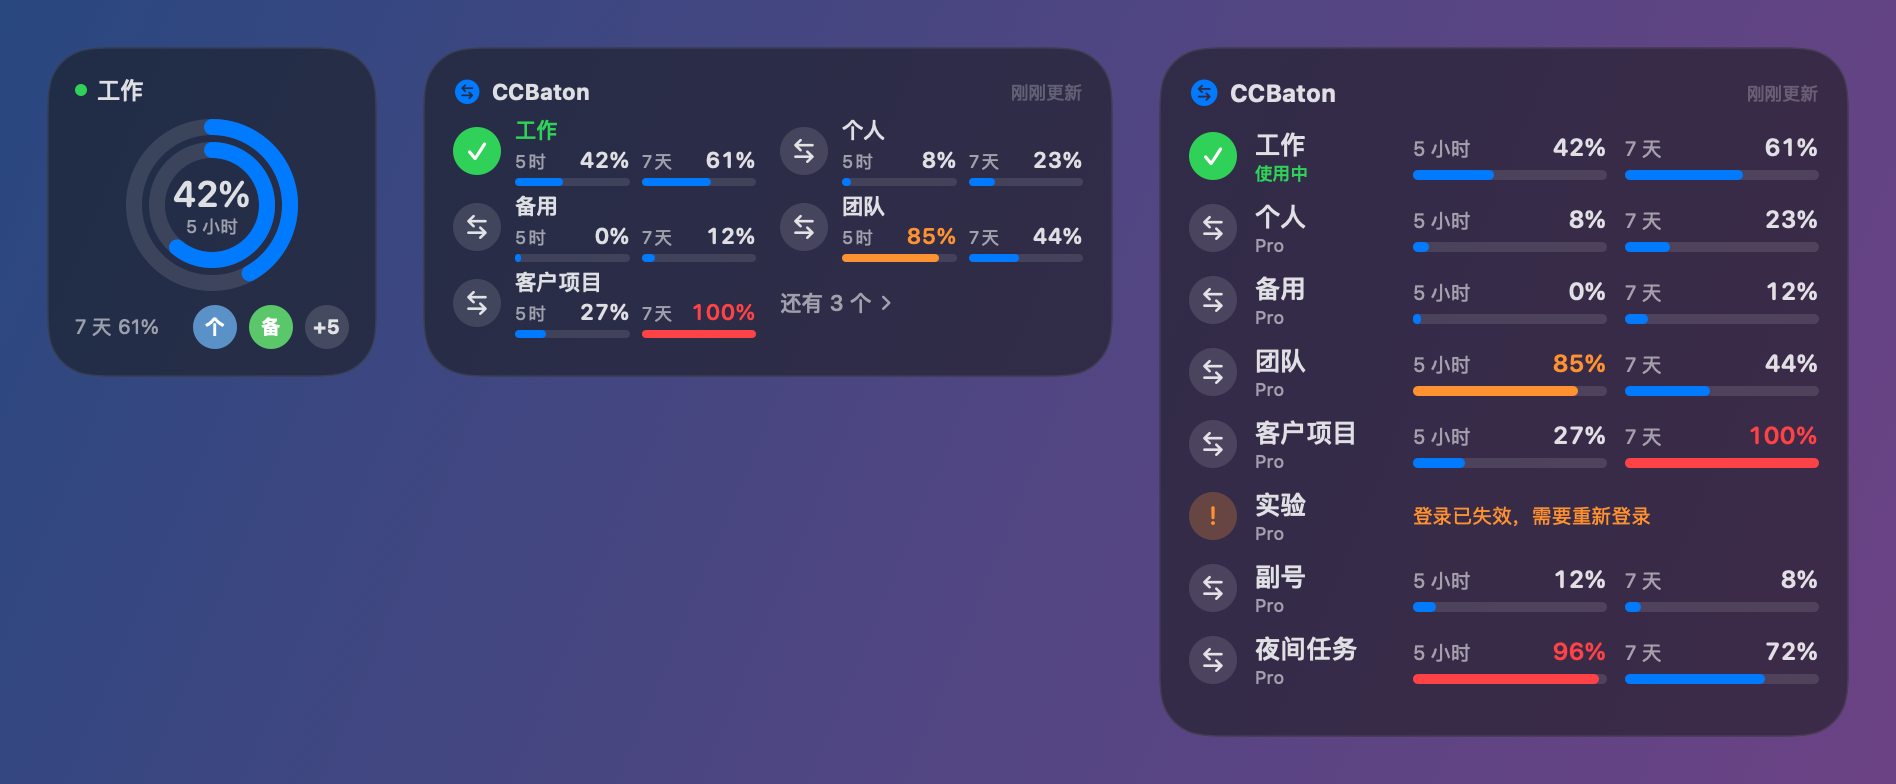 工作
42%
5 小时
7 天 61%
个
备
+5
CCBaton
刚刚更新
工作
5时 42% 7天 61%
个人
5时 8% 7天 23%
备用
5时 0% 7天 12%
团队
5时 85% 7天 44%
客户项目
5时 27% 7天 100%
还有 3 个
CCBaton
刚刚更新
工作
使用中
5 小时 42% 7 天 61%
个人
Pro
5 小时 8% 7 天 23%
备用
Pro
5 小时 0% 7 天 12%
团队
Pro
5 小时 85% 7 天 44%
客户项目
Pro
5 小时 27% 7 天 100%
实验
Pro
登录已失效，需要重新登录
副号
Pro
5 小时 12% 7 天 8%
夜间任务
Pro
5 小时 96% 7 天 72%